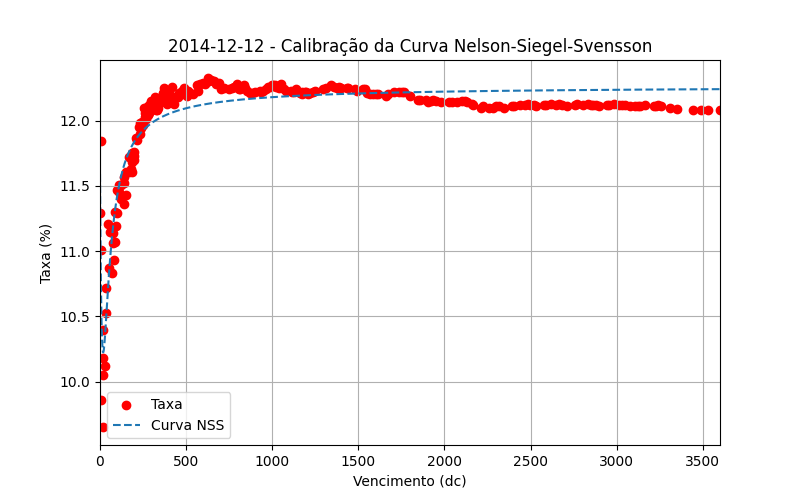 2014-12-12 - Calibração da Curva Nelson-Siegel-Svensson
Taxa (%)
12.0
11.5
11.0
10.5
10.0
Taxa
Curva NSS
0 500 1000 1500 2000 2500 3000 3500
Vencimento (dc)